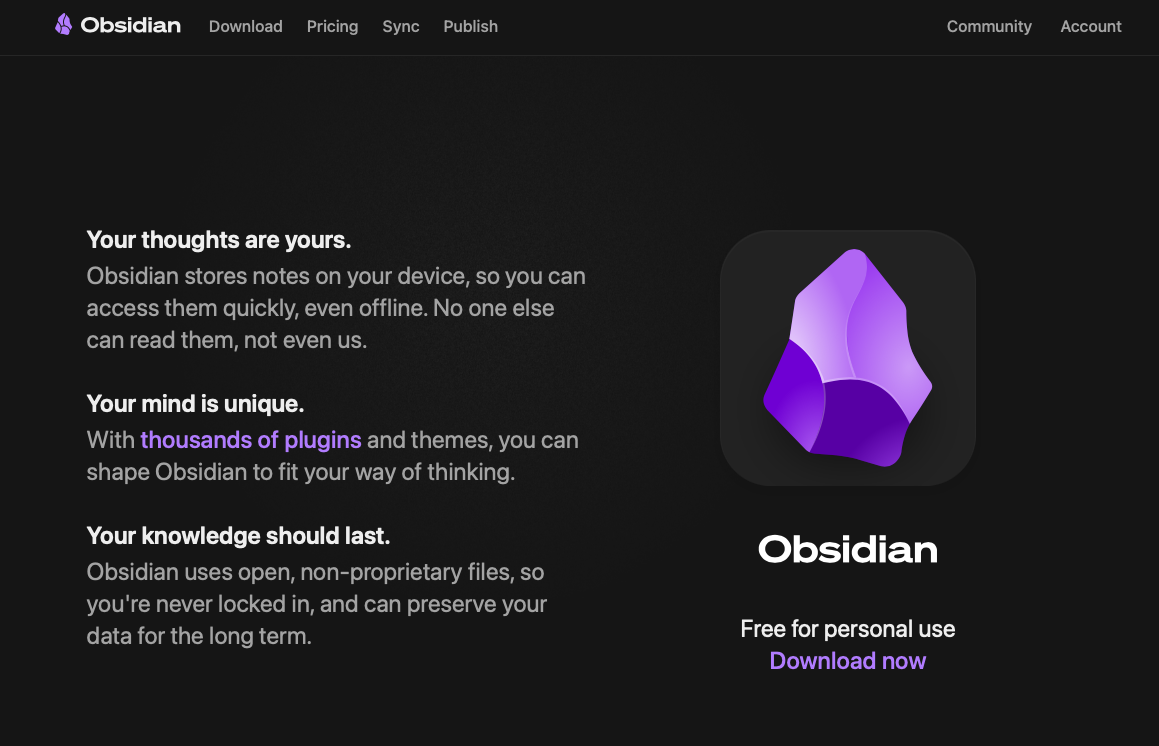 Obsidian Download Pricing Sync Publish Community Account
Your thoughts are yours.
Obsidian stores notes on your device, so you can
access them quickly, even offline. No one else
can read them, not even us.
Your mind is unique.
With thousands of plugins and themes, you can
shape Obsidian to fit your way of thinking.
Your knowledge should last.
Obsidian uses open, non-proprietary files, so
you're never locked in, and can preserve your
data for the long term.
Obsidian
Free for personal use
Download now